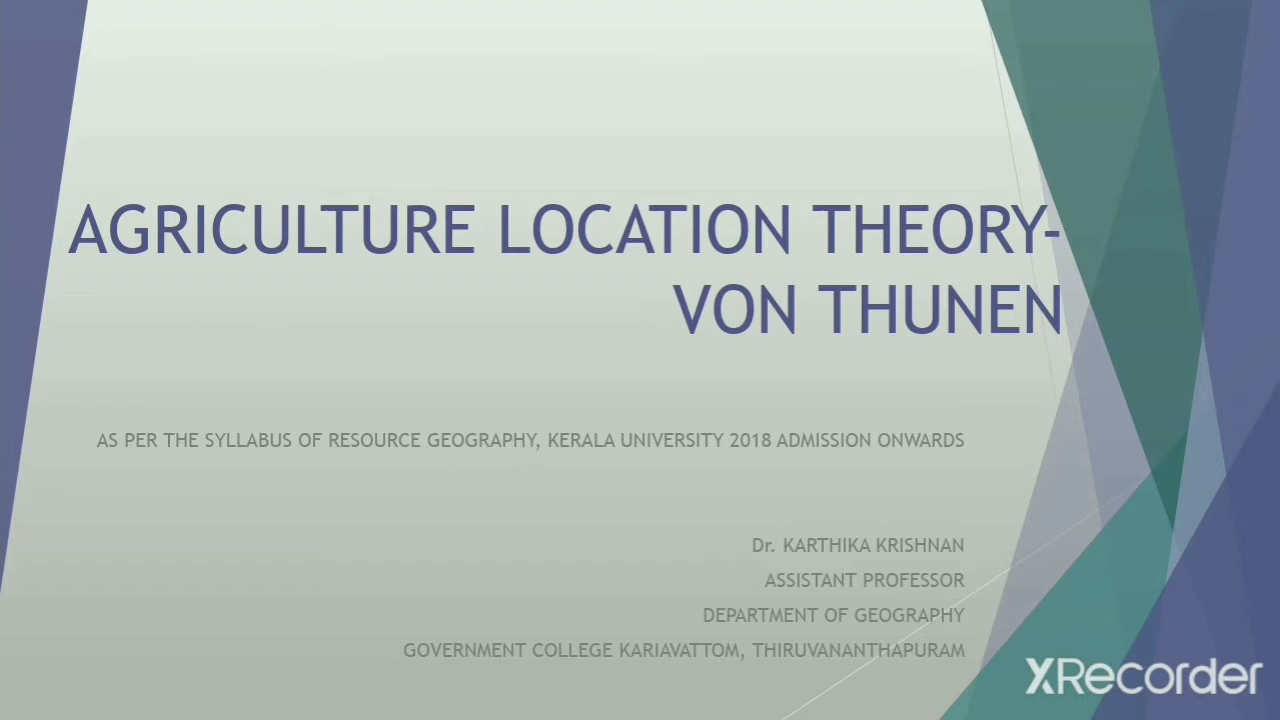 AGRICULTURE LOCATION THEORY-
VON THUNEN
AS PER THE SYLLABUS OF RESOURCE GEOGRAPHY, KERALA UNIVERSITY 2018 ADMISSION ONWARDS
Dr. KARTHIKA KRISHNAN
ASSISTANT PROFESSOR
DEPARTMENT OF GEOGRAPHY
GOVERNMENT COLLEGE KARIAVATTOM, THIRUVANANTHAPURAM
XRecorder